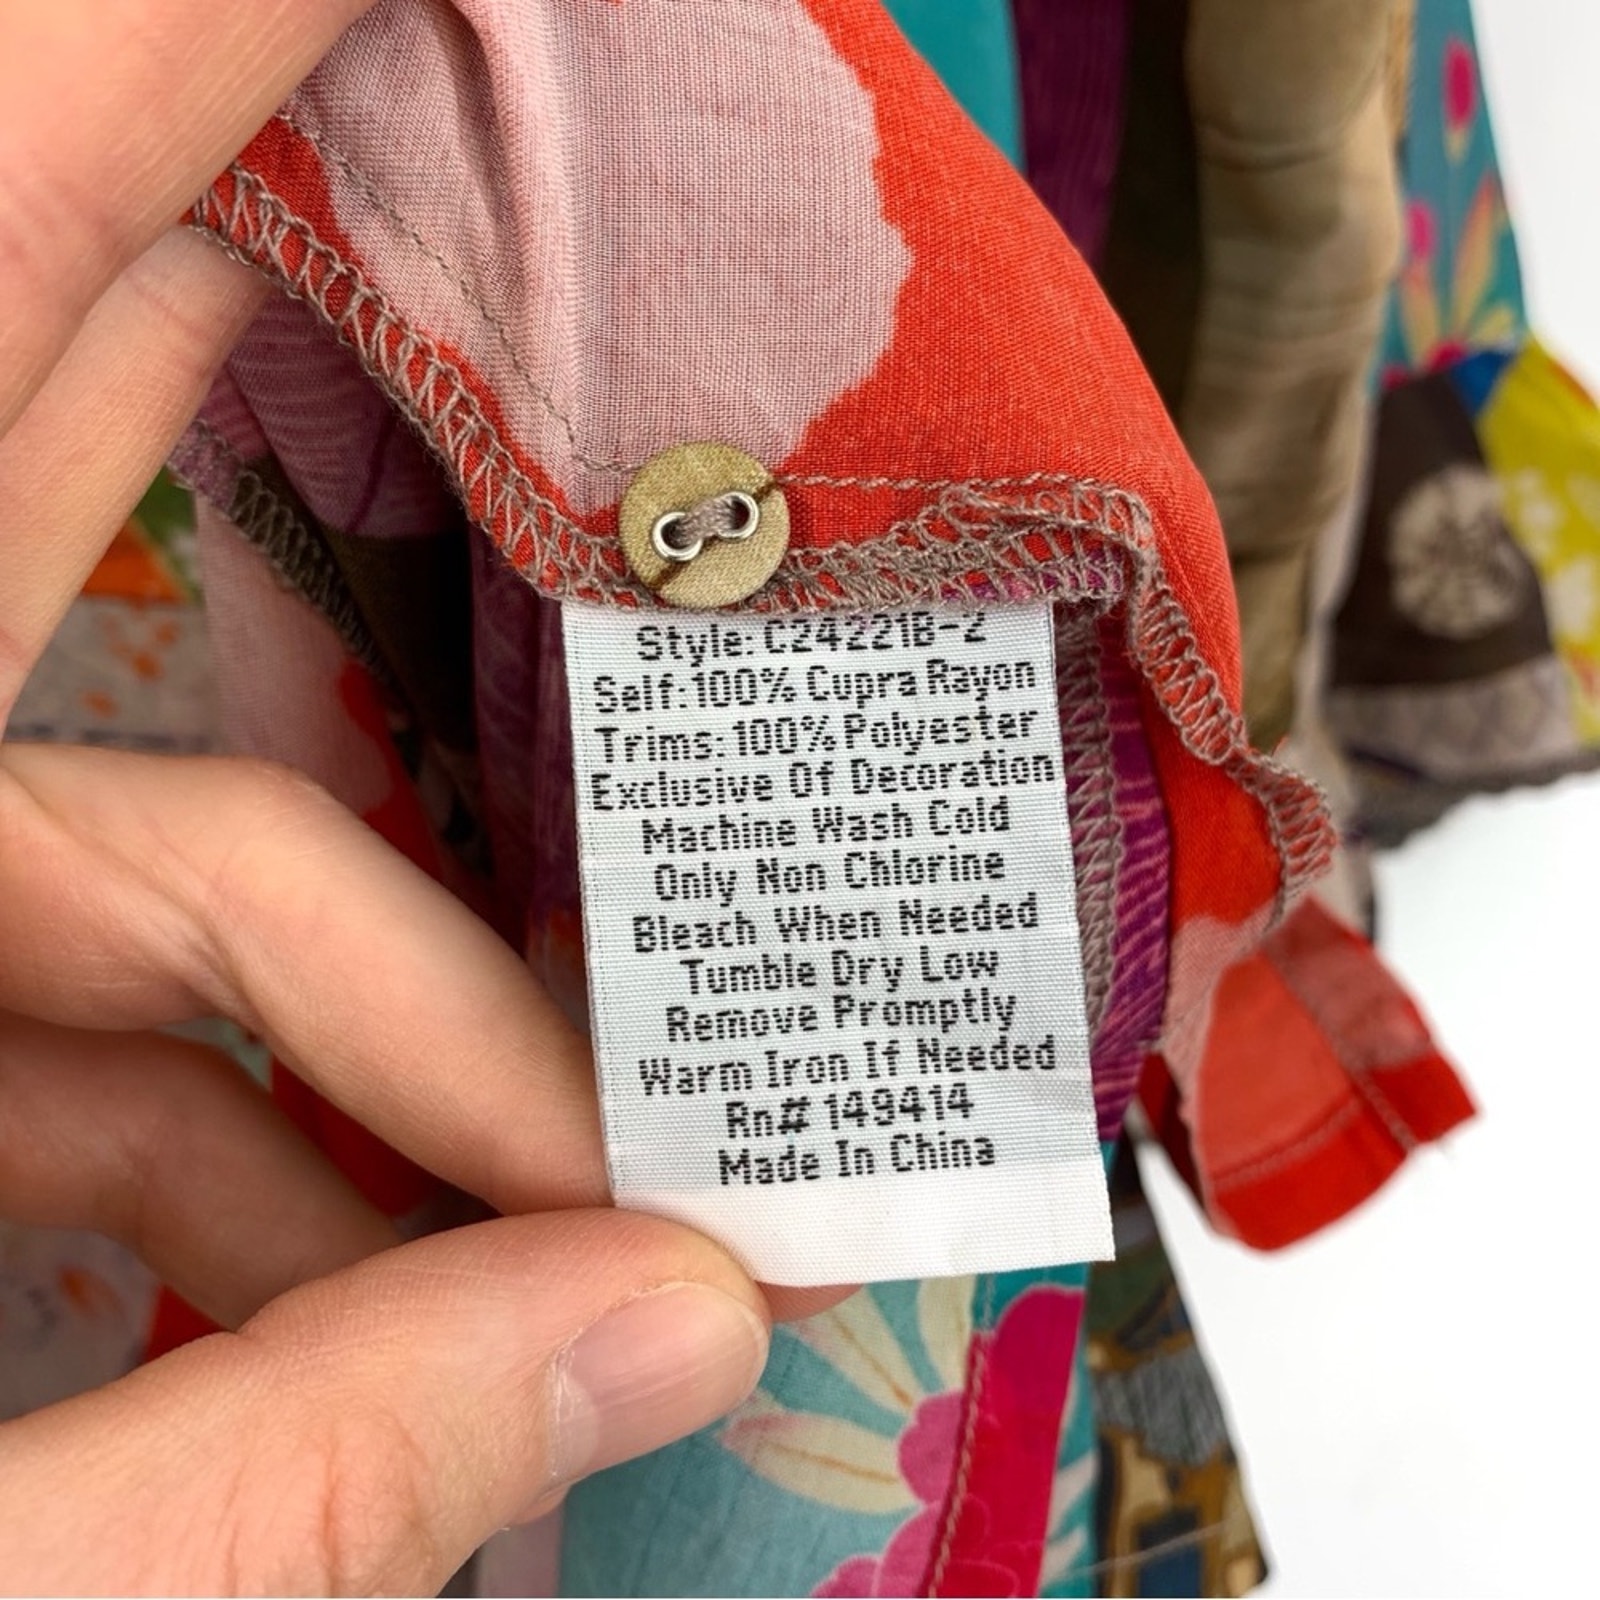 Style: C24221B-2
Self: 100% Cupra Rayon
Trims: 100% Polyester
Exclusive Of Decoration
Machine Wash Cold
Only Non Chlorine
Bleach When Needed
Tumble Dry Low
Remove Promptly
Warm Iron If Needed
Rn# 149414
Made In China